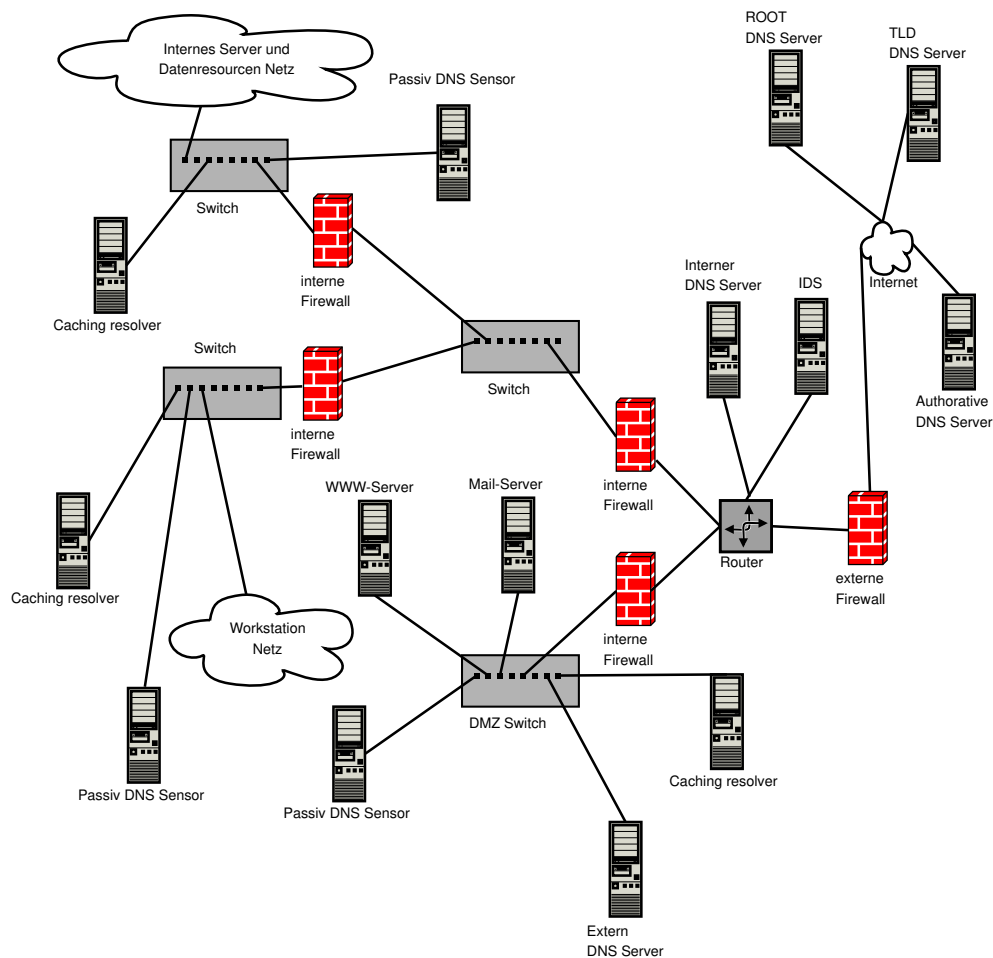 ROOT
DNS Server
TLD
DNS Server
Internes Server und
Datenresourcen Netz
Passiv DNS Sensor
Switch
interne
Firewall
Caching resolver
Interner
DNS Server
IDS
Internet
Authorative
DNS Server
Switch
Switch
interne
Firewall
interne
Firewall
WWW-Server
Mail-Server
Router
externe
Firewall
Caching resolver
Workstation
Netz
interne
Firewall
DMZ Switch
Caching resolver
Passiv DNS Sensor
Passiv DNS Sensor
Extern
DNS Server